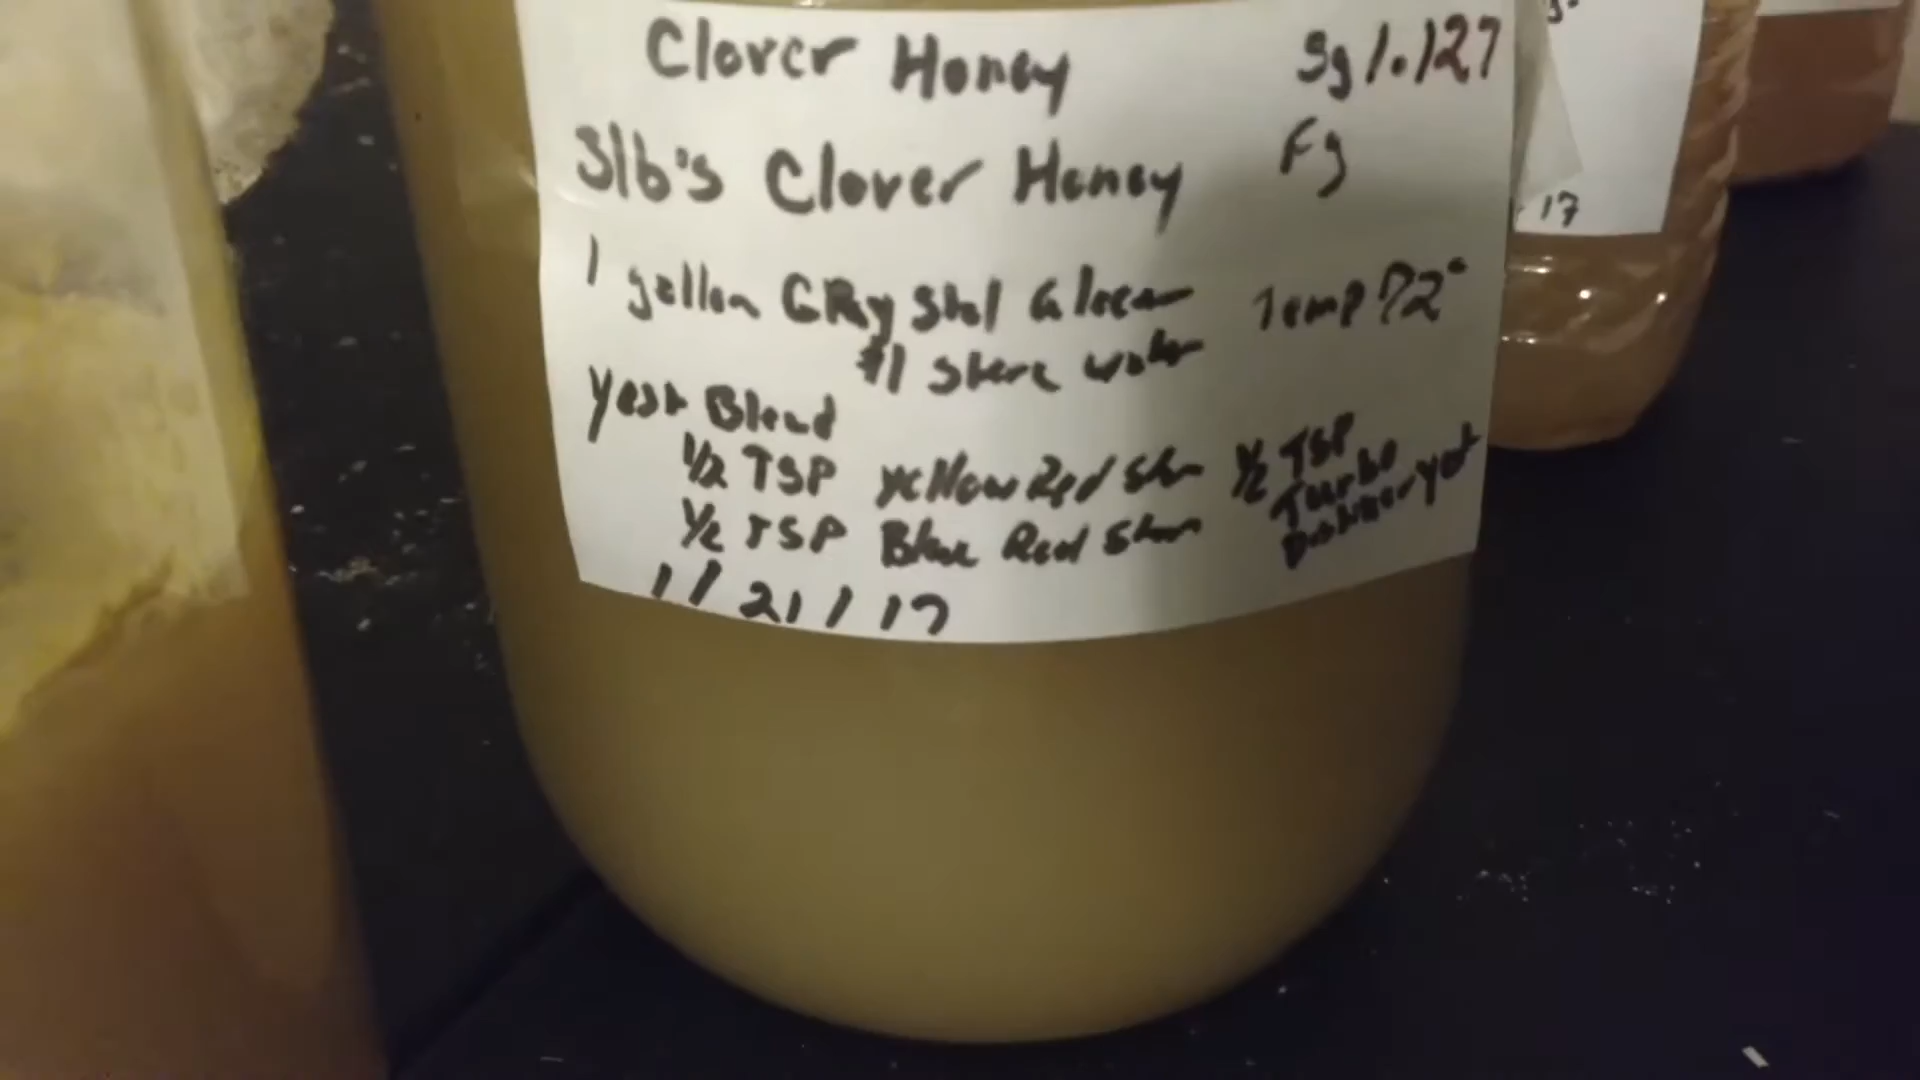 Clover Honey Sg 1.127
3lb's Clover Honey Fg
1 gallon CRyStal Temp 72°
#1 Store water
Yeast Blend
1/2 TSP Yellow Red Star 1/2 TSP
Turbo
1/2 TSP Blue Red Star
1/21/17
17